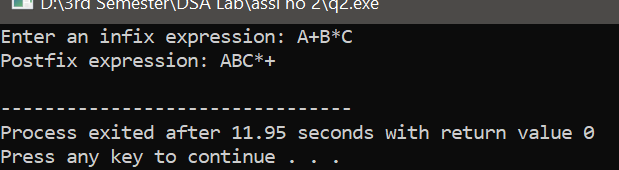 D:\3rd Semester\DSA Lab\assi no 2\q2.exe
Enter an infix expression: A+B*C
Postfix expression: ABC*+
--------------------------------
Process exited after 11.95 seconds with return value 0
Press any key to continue . . .